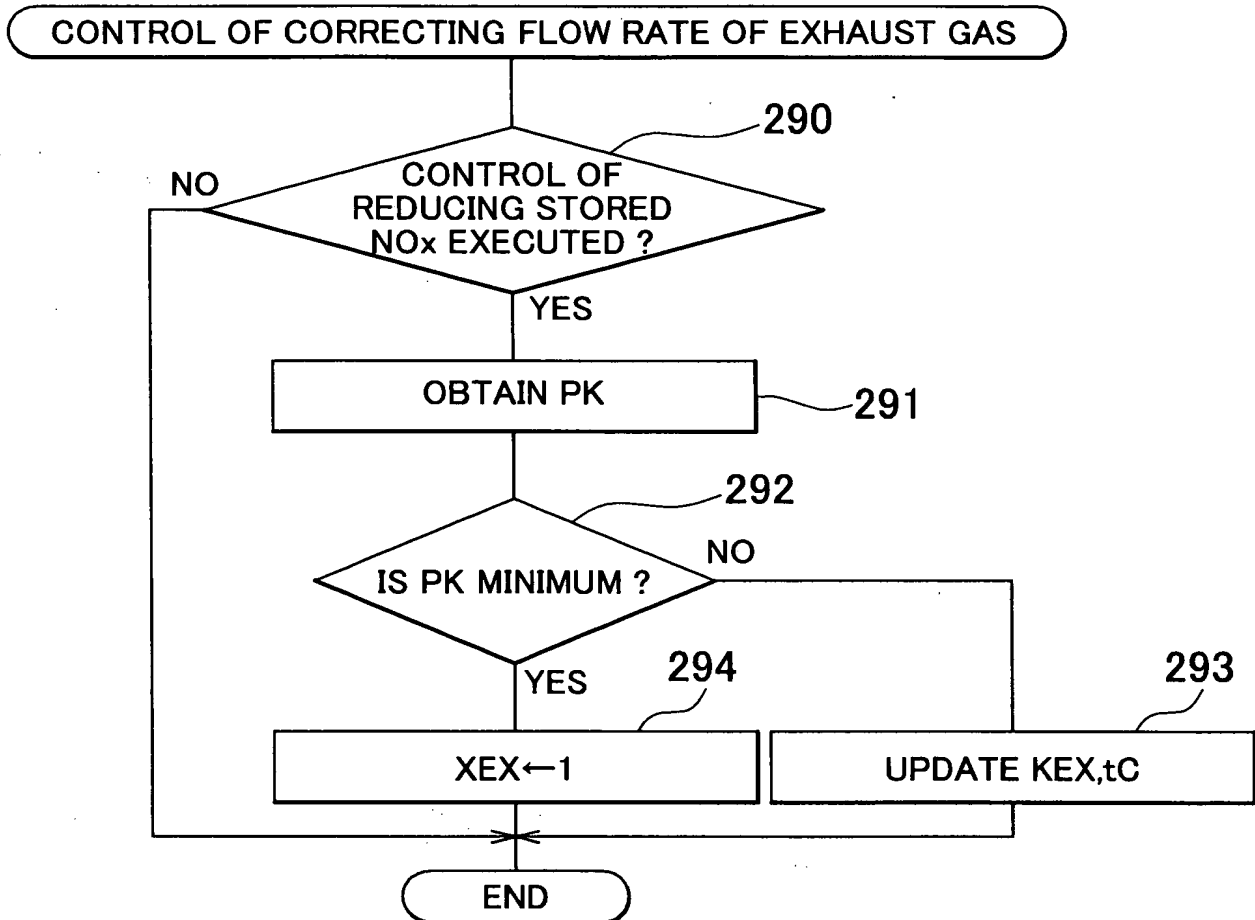 CONTROL OF CORRECTING FLOW RATE OF EXHAUST GAS
290
NO
CONTROL OF
REDUCING STORED
NOx EXECUTED ?
YES
OBTAIN PK
291
292
NO
IS PK MINIMUM ?
YES
294
293
XEX←1
UPDATE KEX,tC
END